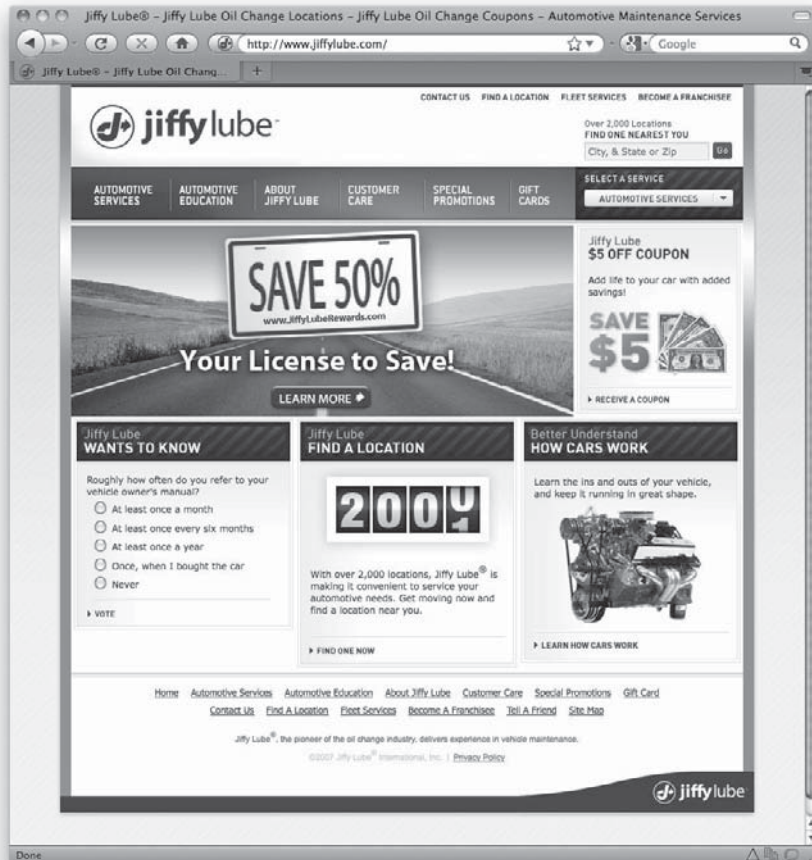 Jiffy Lube® – Jiffy Lube Oil Change Locations – Jiffy Lube Oil Change Coupons – Automotive Maintenance Services
http://www.jiffylube.com/
Google
Jiffy Lube® – Jiffy Lube Oil Chang...
CONTACT US FIND A LOCATION FLEET SERVICES BECOME A FRANCHISEE
jiffy lube
Over 2,000 Locations
FIND ONE NEAREST YOU
City, & State or Zip Go
AUTOMOTIVE SERVICES
AUTOMOTIVE EDUCATION
ABOUT JIFFY LUBE
CUSTOMER CARE
SPECIAL PROMOTIONS
GIFT CARDS
SELECT A SERVICE
AUTOMOTIVE SERVICES
SAVE 50%
www.JiffyLubeRewards.com
Your License to Save!
LEARN MORE
Jiffy Lube
$5 OFF COUPON
Add life to your car with added
savings!
SAVE
$5
RECEIVE A COUPON
Jiffy Lube
WANTS TO KNOW
Roughly how often do you refer to your
vehicle owner's manual?
At least once a month
At least once every six months
At least once a year
Once, when I bought the car
Never
VOTE
Jiffy Lube
FIND A LOCATION
2000
1
With over 2,000 locations, Jiffy Lube® is
making it convenient to service your
automotive needs. Get moving now and
find a location near you.
FIND ONE NOW
Better Understand
HOW CARS WORK
Learn the ins and outs of your vehicle,
and keep it running in great shape.
LEARN HOW CARS WORK
Home Automotive Services Automotive Education About Jiffy Lube Customer Care Special Promotions Gift Card
Contact Us Find A Location Fleet Services Become A Franchisee Tell A Friend Site Map
Jiffy Lube®, the pioneer of the oil change industry, delivers experience in vehicle maintenance.
©2007 Jiffy Lube® International, Inc. | Privacy Policy
jiffy lube
Done